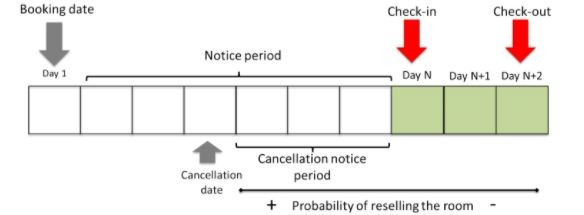 Booking date
Check-in
Check-out
Notice period
Day 1
Day N
Day N+1
Day N+2
Cancellation notice
period
Cancellation
date
+ Probability of reselling the room -